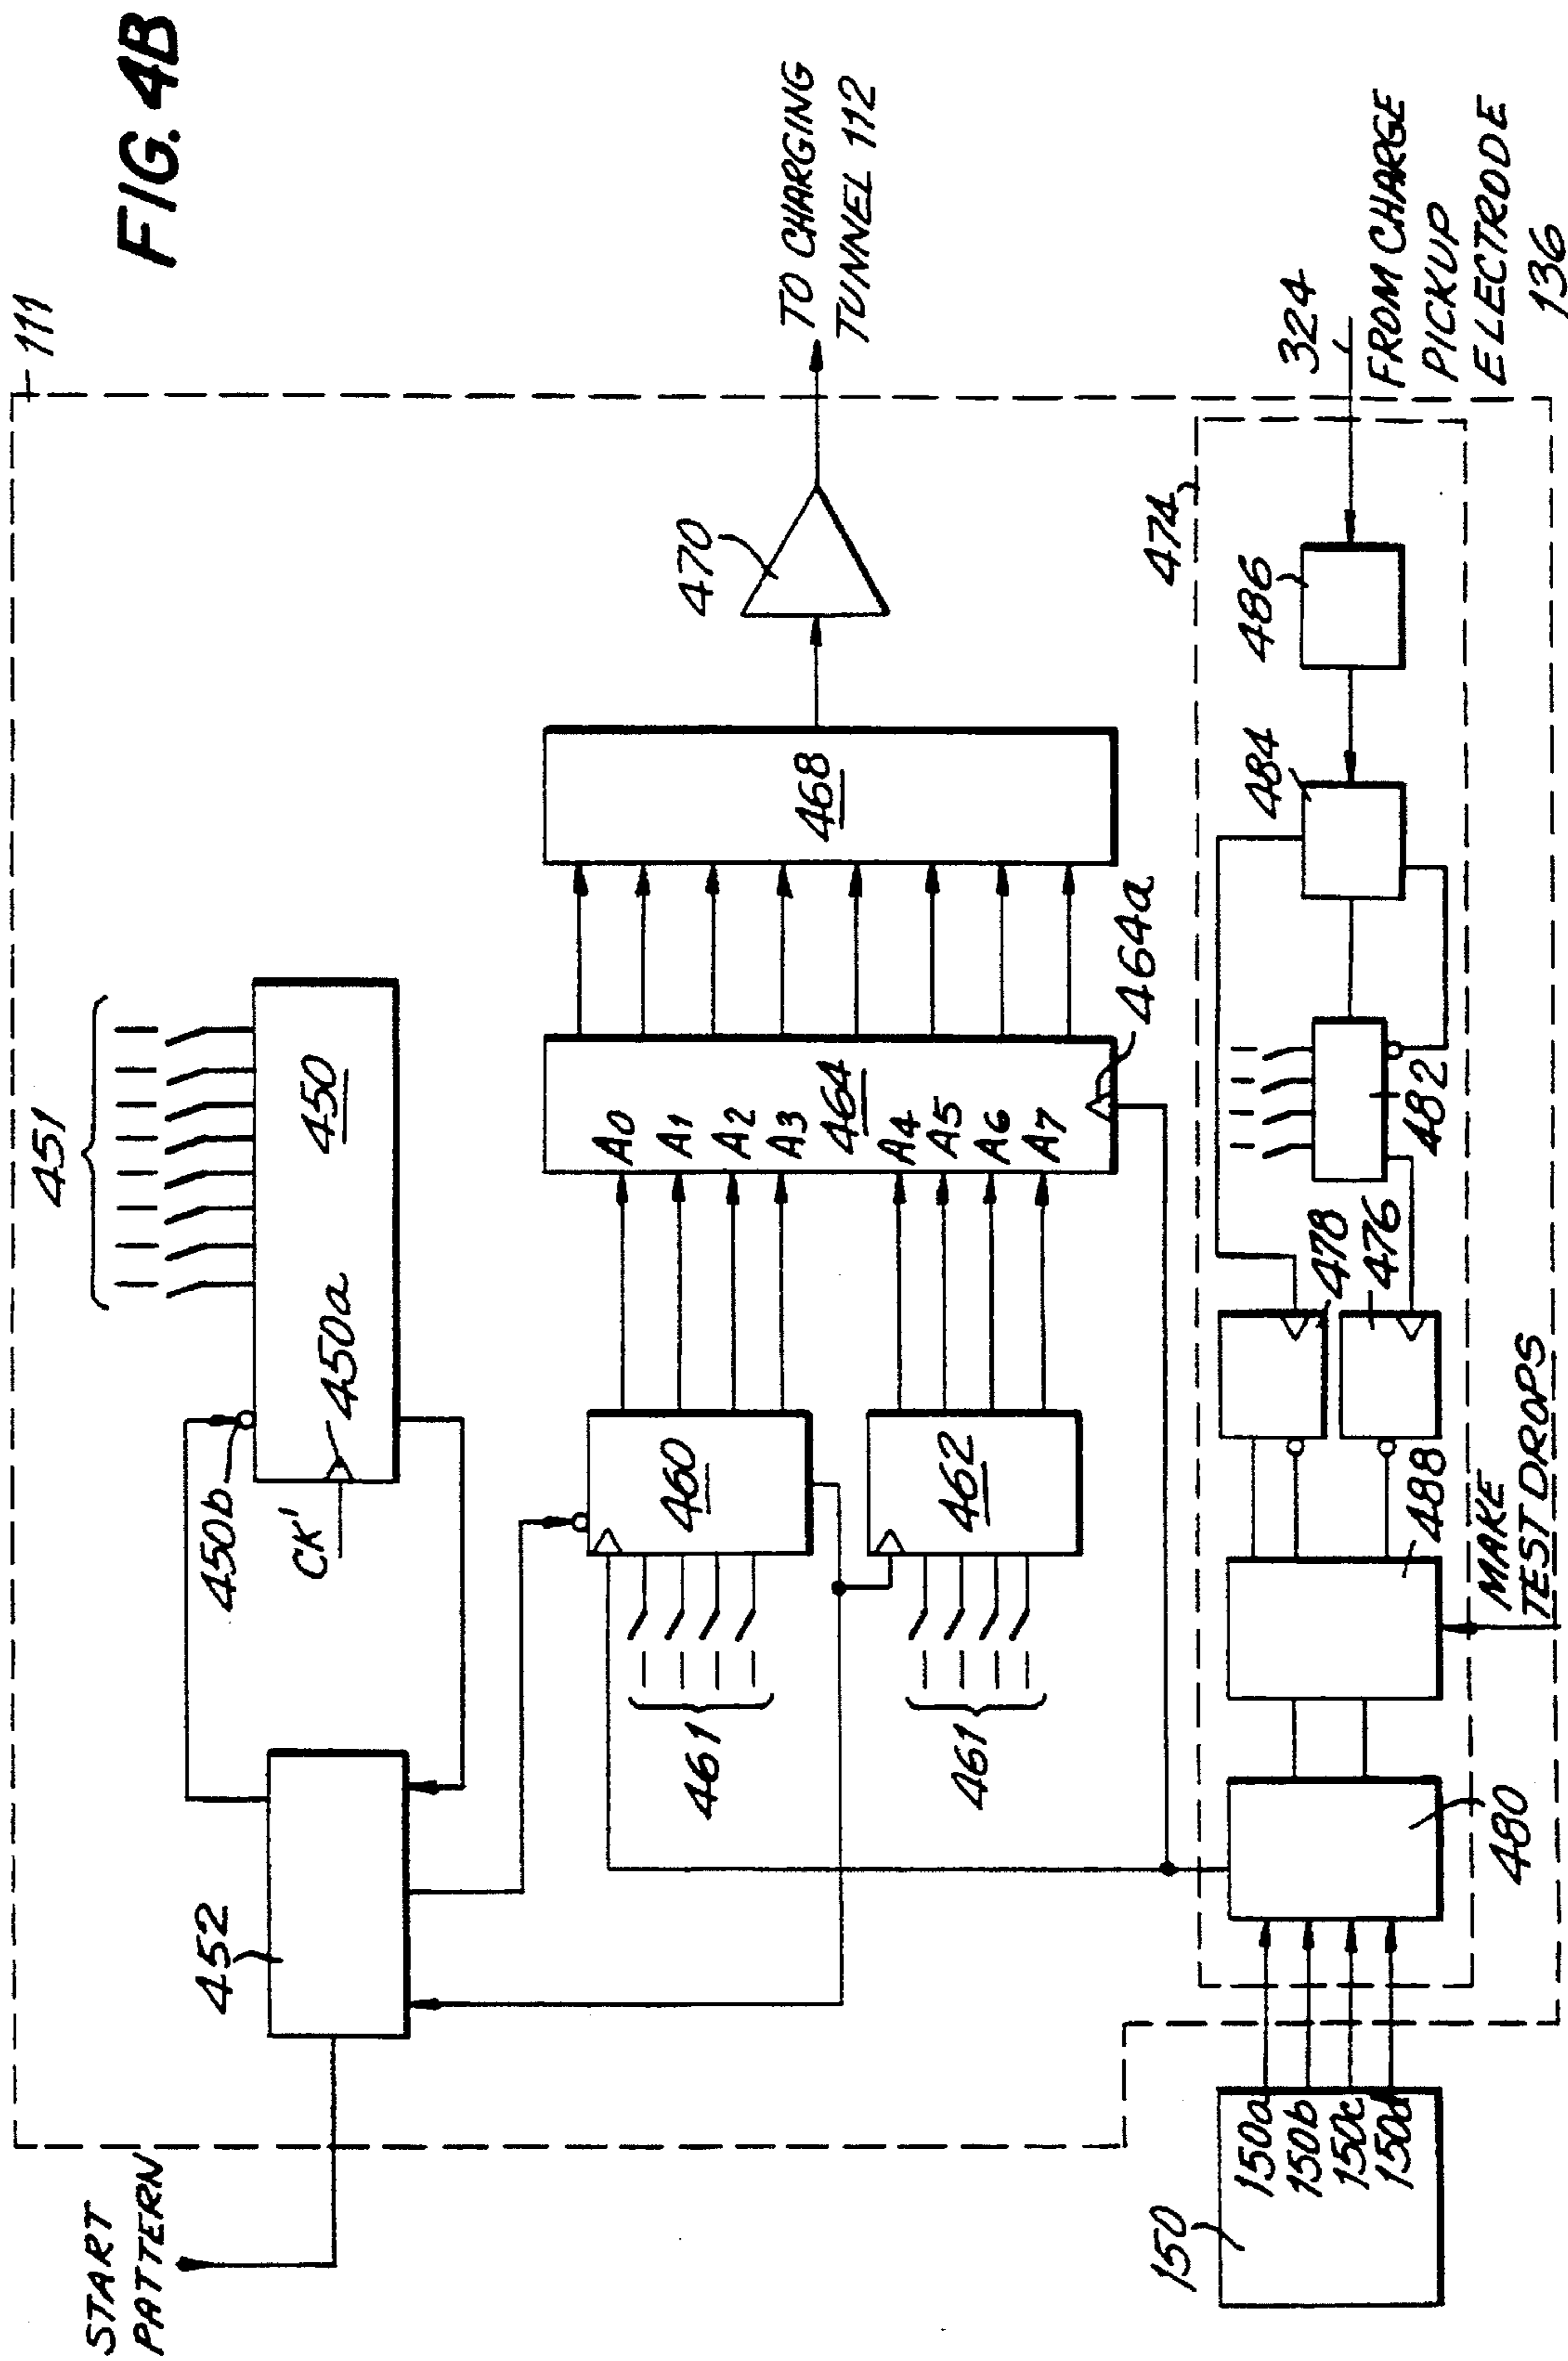 FIG. 4B
111
START
PATTERN
452
450b
CK'
450a
450
451
461
460
A0
A1
A2
A3
464
A4
A5
A6
A7
464a
461
462
468
470
TO CHARGING
TUNNEL 112
474
150
150a
150b
150c
150d
480
488
MAKE
TEST DROPS
478
476
482
484
486
324
FROM CHARGE
PICKUP
ELECTRODE
136